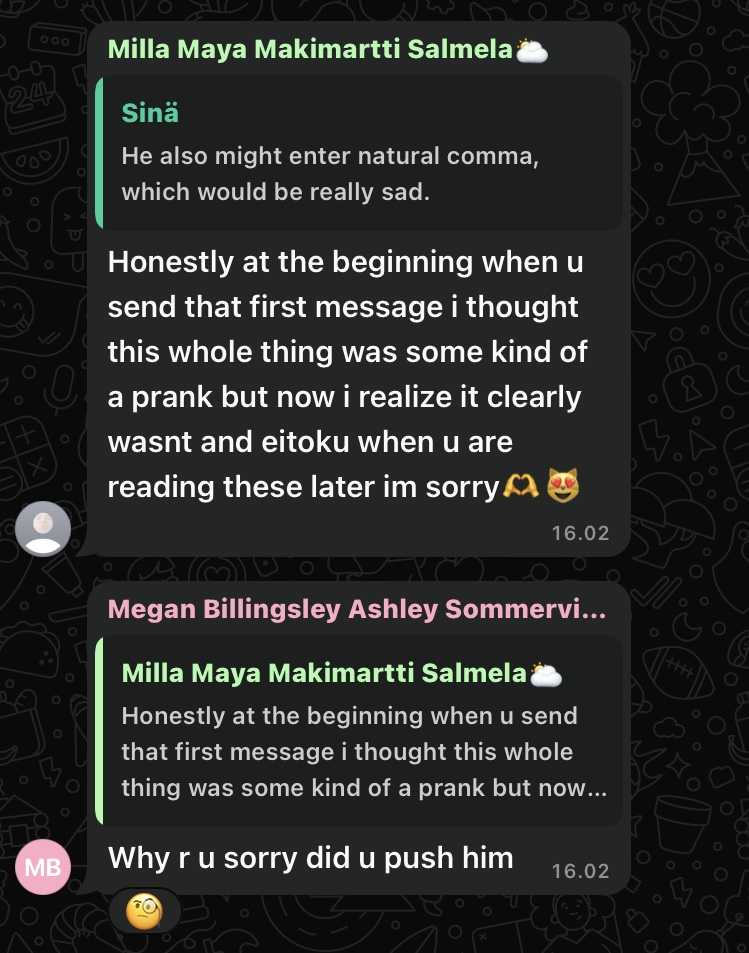 Milla Maya Makimartti Salmela🌥️
Sinä
He also might enter natural comma,
which would be really sad.
Honestly at the beginning when u
send that first message i thought
this whole thing was some kind of
a prank but now i realize it clearly
wasnt and eitoku when u are
reading these later im sorry🫶😻
16.02
Megan Billingsley Ashley Sommervi...
Milla Maya Makimartti Salmela🌥️
Honestly at the beginning when u send
that first message i thought this whole
thing was some kind of a prank but now...
Why r u sorry did u push him
16.02
MB
🧐